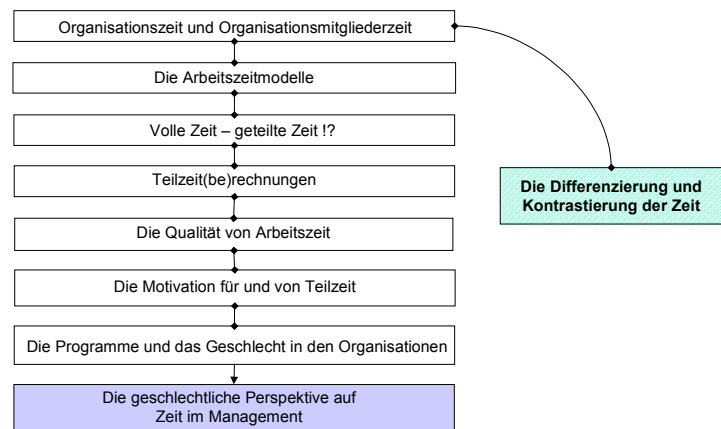 Organisationszeit und Organisationsmitgliederzeit
Die Arbeitszeitmodelle
Volle Zeit – geteilte Zeit !?
Teilzeit(be)rechnungen
Die Qualität von Arbeitszeit
Die Motivation für und von Teilzeit
Die Programme und das Geschlecht in den Organisationen
Die geschlechtliche Perspektive auf
Zeit im Management
Die Differenzierung und
Kontrastierung der Zeit